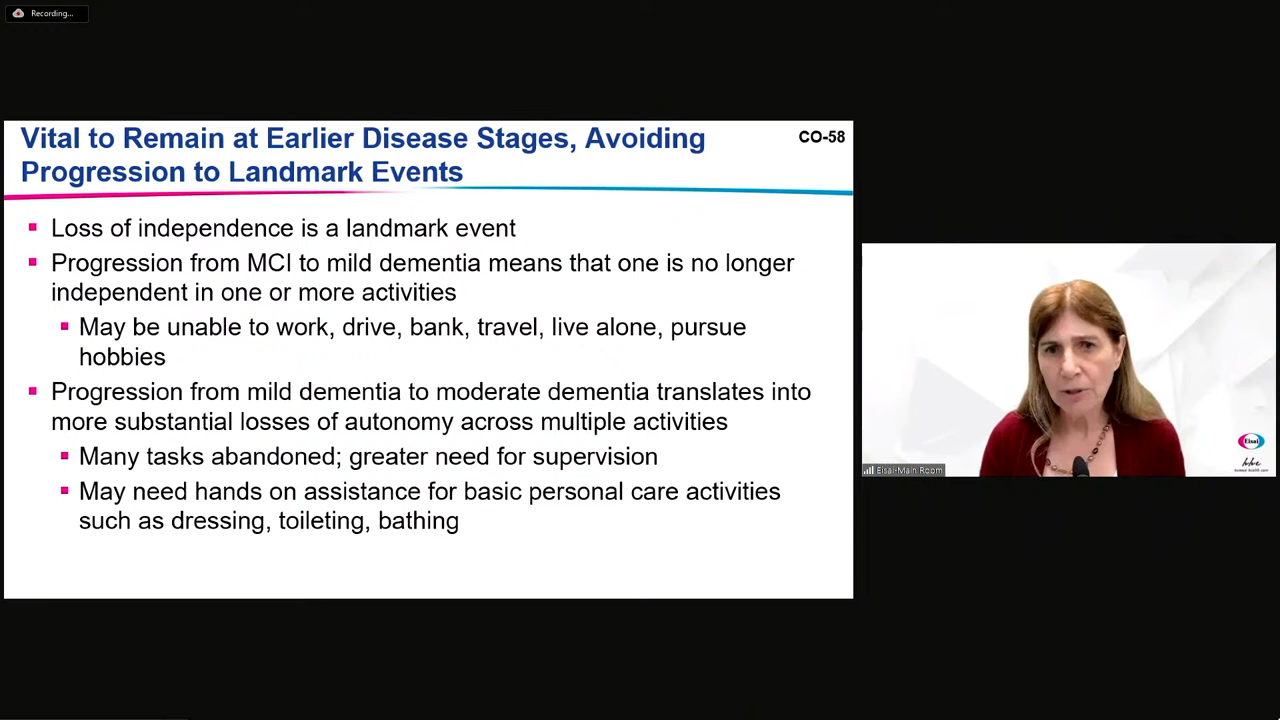 Recording...
Vital to Remain at Earlier Disease Stages, Avoiding
Progression to Landmark Events
CO-58
Loss of independence is a landmark event
Progression from MCI to mild dementia means that one is no longer
independent in one or more activities
May be unable to work, drive, bank, travel, live alone, pursue
hobbies
Progression from mild dementia to moderate dementia translates into
more substantial losses of autonomy across multiple activities
Many tasks abandoned; greater need for supervision
May need hands on assistance for basic personal care activities
such as dressing, toileting, bathing
Eisai-Main Room
Eisai
hhc
human health care